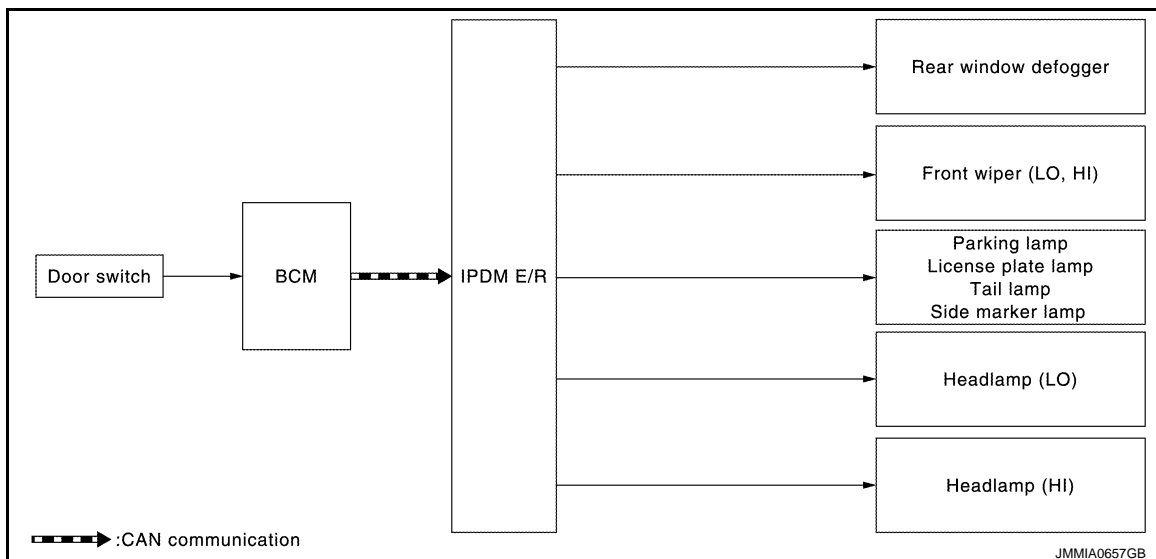 Door switch
BCM
IPDM E/R
Rear window defogger
Front wiper (LO, HI)
Parking lamp
License plate lamp
Tail lamp
Side marker lamp
Headlamp (LO)
Headlamp (HI)
:CAN communication
JMMIA0657GB